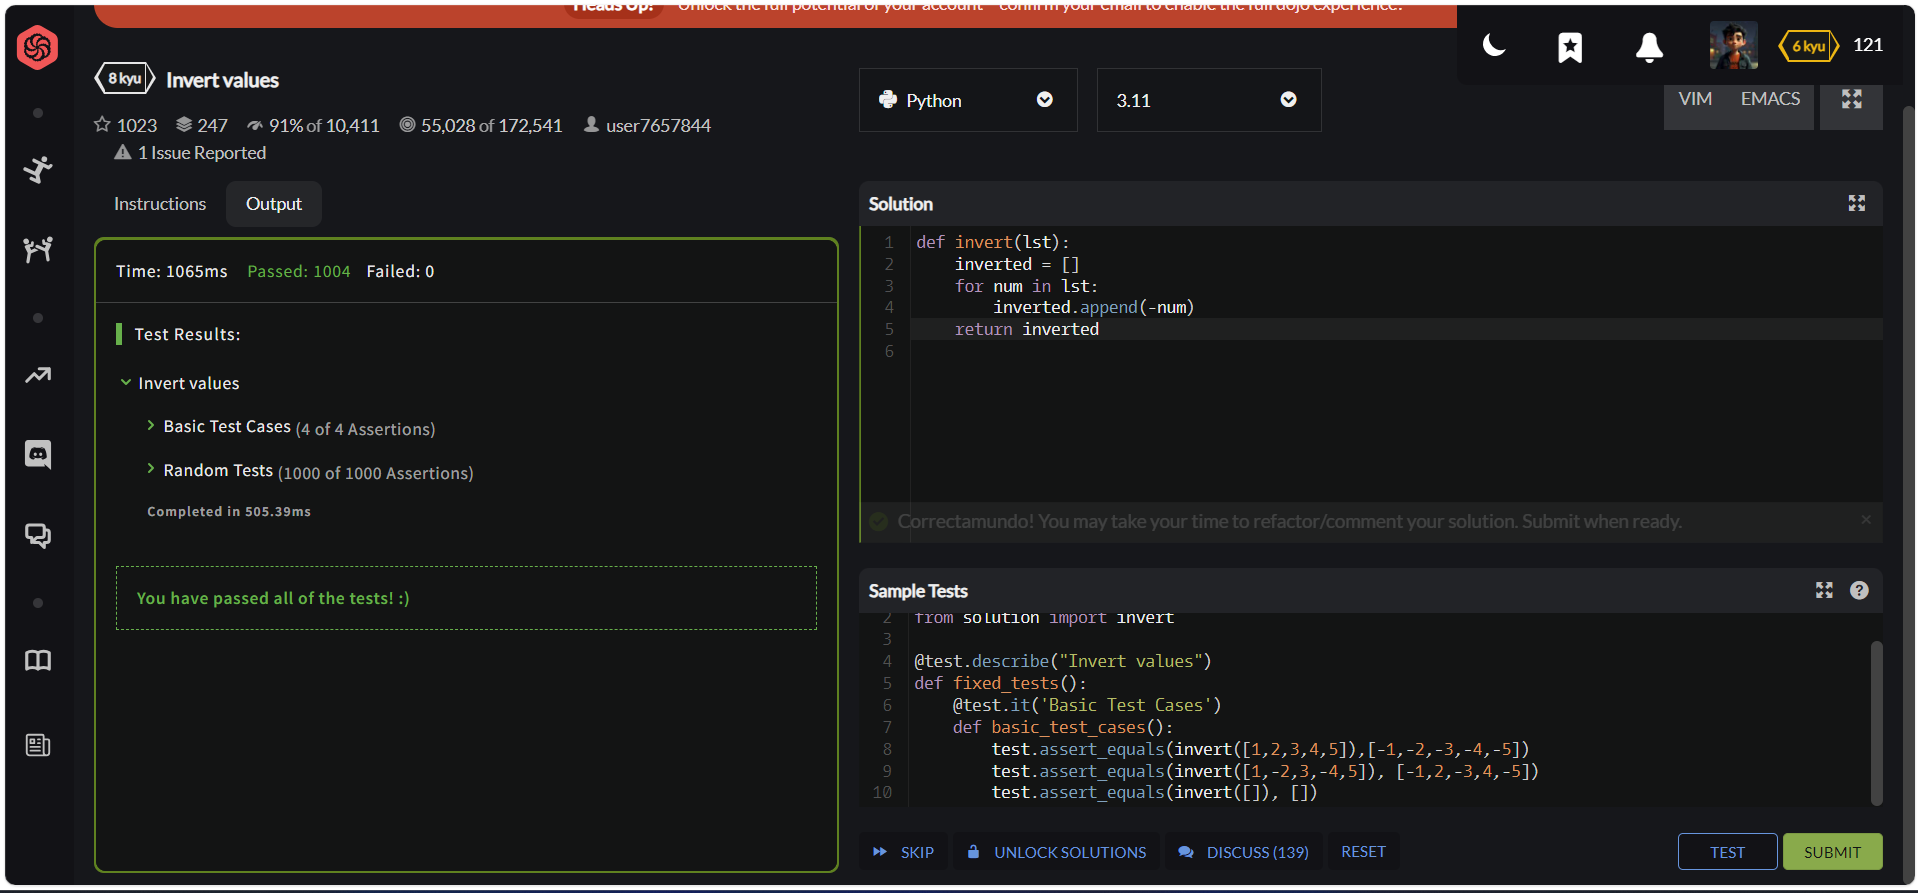 Heads Up! Unlock the full potential of your account - confirm your email to enable the full dojo experience.
6 kyu 121
8 kyu Invert values
1023 247 91% of 10,411 55,028 of 172,541 user7657844
1 Issue Reported
Python 3.11 VIM EMACS
Instructions Output
Time: 1065ms Passed: 1004 Failed: 0
Test Results:
Invert values
Basic Test Cases (4 of 4 Assertions)
Random Tests (1000 of 1000 Assertions)
Completed in 505.39ms
You have passed all of the tests! :)
Solution
1 def invert(lst):
2     inverted = []
3     for num in lst:
4         inverted.append(-num)
5     return inverted
6
Correctamundo! You may take your time to refactor/comment your solution. Submit when ready.
Sample Tests
2 from solution import invert
3
4 @test.describe("Invert values")
5 def fixed_tests():
6     @test.it('Basic Test Cases')
7     def basic_test_cases():
8         test.assert_equals(invert([1,2,3,4,5]),[-1,-2,-3,-4,-5])
9         test.assert_equals(invert([1,-2,3,-4,5]), [-1,2,-3,4,-5])
10         test.assert_equals(invert([]), [])
SKIP UNLOCK SOLUTIONS DISCUSS (139) RESET TEST SUBMIT